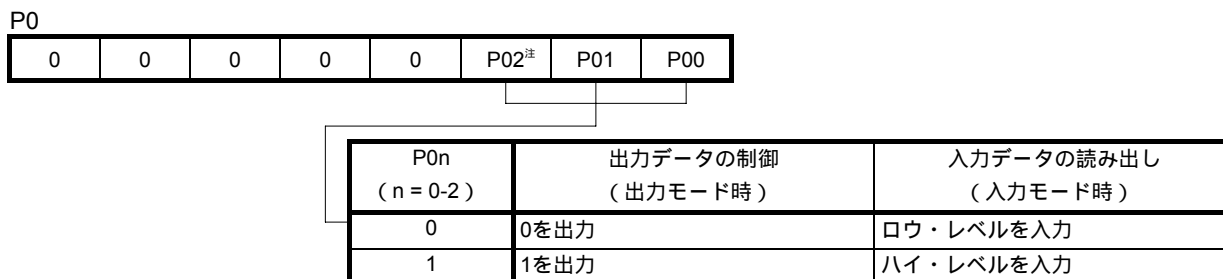 P0
0 0 0 0 0 P02注 P01 P00
P0n 出力データの制御 入力データの読み出し
（n = 0-2） （出力モード時） （入力モード時）
0 0を出力 ロウ・レベルを入力
1 1を出力 ハイ・レベルを入力